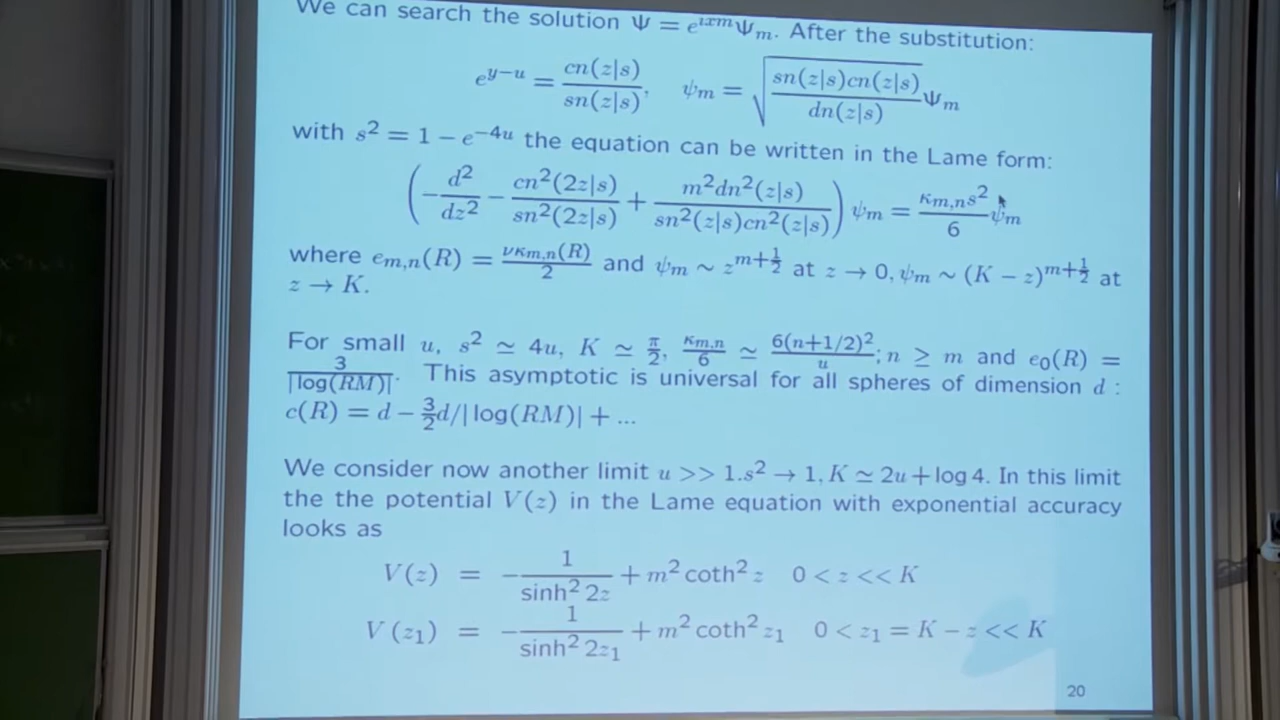 We can search the solution Ψ = e^{ixm}Ψ_m. After the substitution:
e^{y−u} = cn(z|s)/sn(z|s), ψ_m = √(sn(z|s)cn(z|s)/dn(z|s)) Ψ_m
with s² = 1 − e^{−4u} the equation can be written in the Lame form:
(−d²/dz² − cn²(2z|s)/sn²(2z|s) + m²dn²(z|s)/(sn²(z|s)cn²(z|s))) ψ_m = (κ_{m,n}s²/6) ψ_m
where e_{m,n}(R) = νκ_{m,n}(R)/2 and ψ_m ∼ z^{m+1/2} at z → 0, ψ_m ∼ (K − z)^{m+1/2} at
z → K.
For small u, s² ≃ 4u, K ≃ π/2, κ_{m,n}/6 ≃ 6(n+1/2)²/u; n ≥ m and e₀(R) =
3/|log(RM)|. This asymptotic is universal for all spheres of dimension d :
c(R) = d − 3/2 d/|log(RM)| + ...
We consider now another limit u >> 1.s² → 1, K ≃ 2u + log 4. In this limit
the the potential V(z) in the Lame equation with exponential accuracy
looks as
V(z) = −1/sinh² 2z + m² coth² z 0 < z << K
V(z₁) = −1/sinh² 2z₁ + m² coth² z₁ 0 < z₁ = K − z << K
20